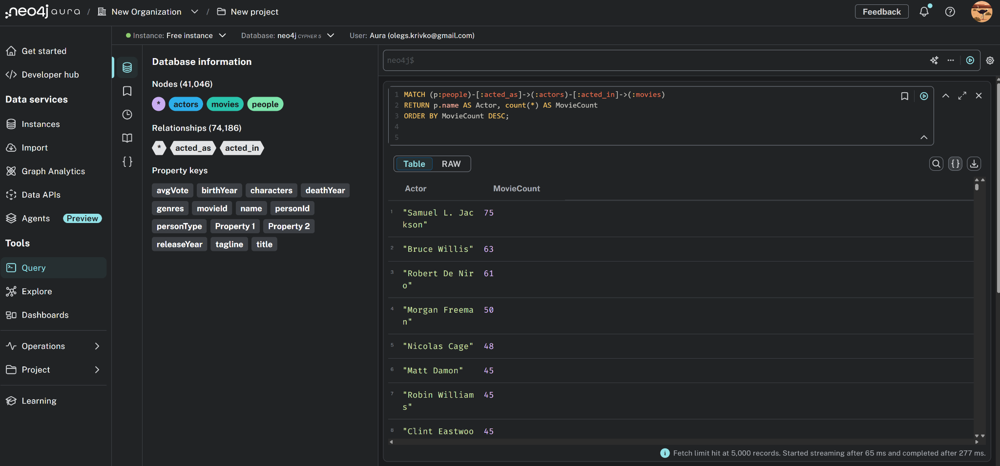 neo4j aura / New Organization / New project Feedback
Instance: Free instance Database: neo4j CYPHER 5 User: Aura (olegs.krivko@gmail.com)
Get started
Developer hub
Data services
Instances
Import
Graph Analytics
Data APIs
Agents Preview
Tools
Query
Explore
Dashboards
Operations
Project
Learning
Database information
Nodes (41,046)
* actors movies people
Relationships (74,186)
* acted_as acted_in
Property keys
avgVote birthYear characters deathYear
genres movieId name personId
personType Property 1 Property 2
releaseYear tagline title
neo4j$
1 MATCH (p:people)-[:acted_as]->(:actors)-[:acted_in]->(:movies)
2 RETURN p.name AS Actor, count(*) AS MovieCount
3 ORDER BY MovieCount DESC;
4
5
Table RAW
Actor MovieCount
1 "Samuel L. Jac 75
kson"
2 "Bruce Willis" 63
3 "Robert De Nir 61
o"
4 "Morgan Freema 50
n"
5 "Nicolas Cage" 48
6 "Matt Damon" 45
7 "Robin William 45
s"
8 "Clint Eastwoo 45
Fetch limit hit at 5,000 records. Started streaming after 65 ms and completed after 277 ms.